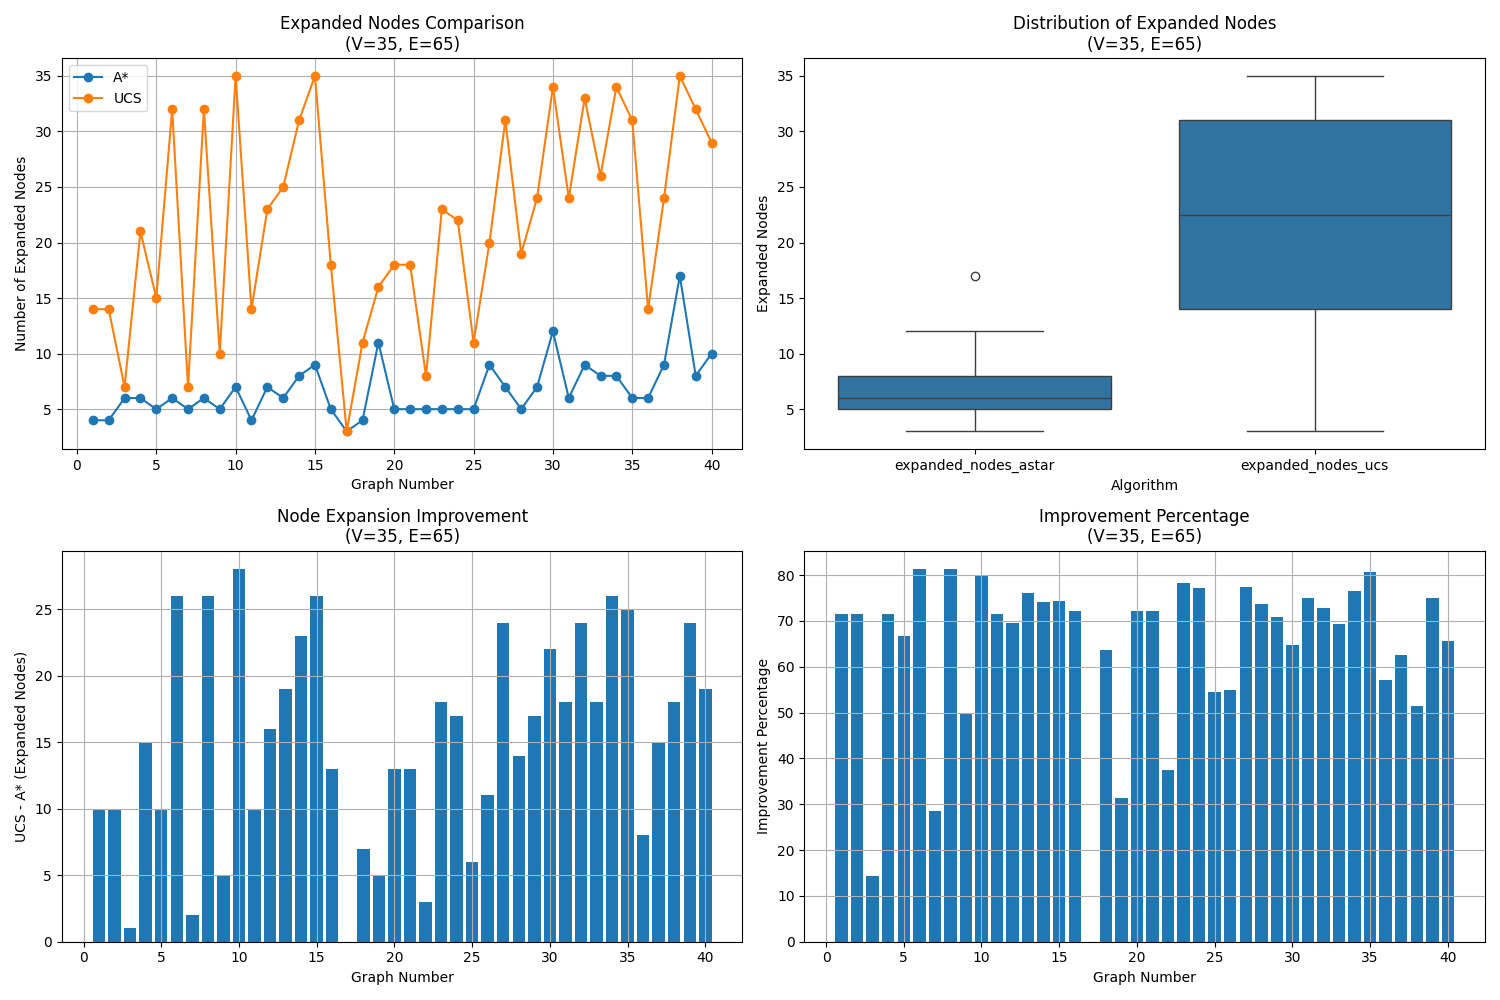 Expanded Nodes Comparison
(V=35, E=65)
Number of Expanded Nodes
35
30
25
20
15
10
5
A*
UCS
0 5 10 15 20 25 30 35 40
Graph Number
Distribution of Expanded Nodes
(V=35, E=65)
Expanded Nodes
35
30
25
20
15
10
5
expanded_nodes_astar expanded_nodes_ucs
Algorithm
Node Expansion Improvement
(V=35, E=65)
UCS - A* (Expanded Nodes)
25
20
15
10
5
0
0 5 10 15 20 25 30 35 40
Graph Number
Improvement Percentage
(V=35, E=65)
Improvement Percentage
80
70
60
50
40
30
20
10
0
0 5 10 15 20 25 30 35 40
Graph Number